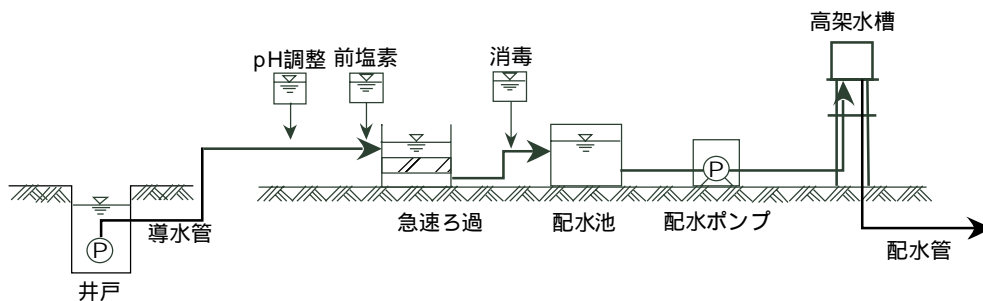 高架水槽
pH調整
前塩素
消毒
P
急速ろ過
配水池
配水ポンプ
導水管
P
配水管
井戸